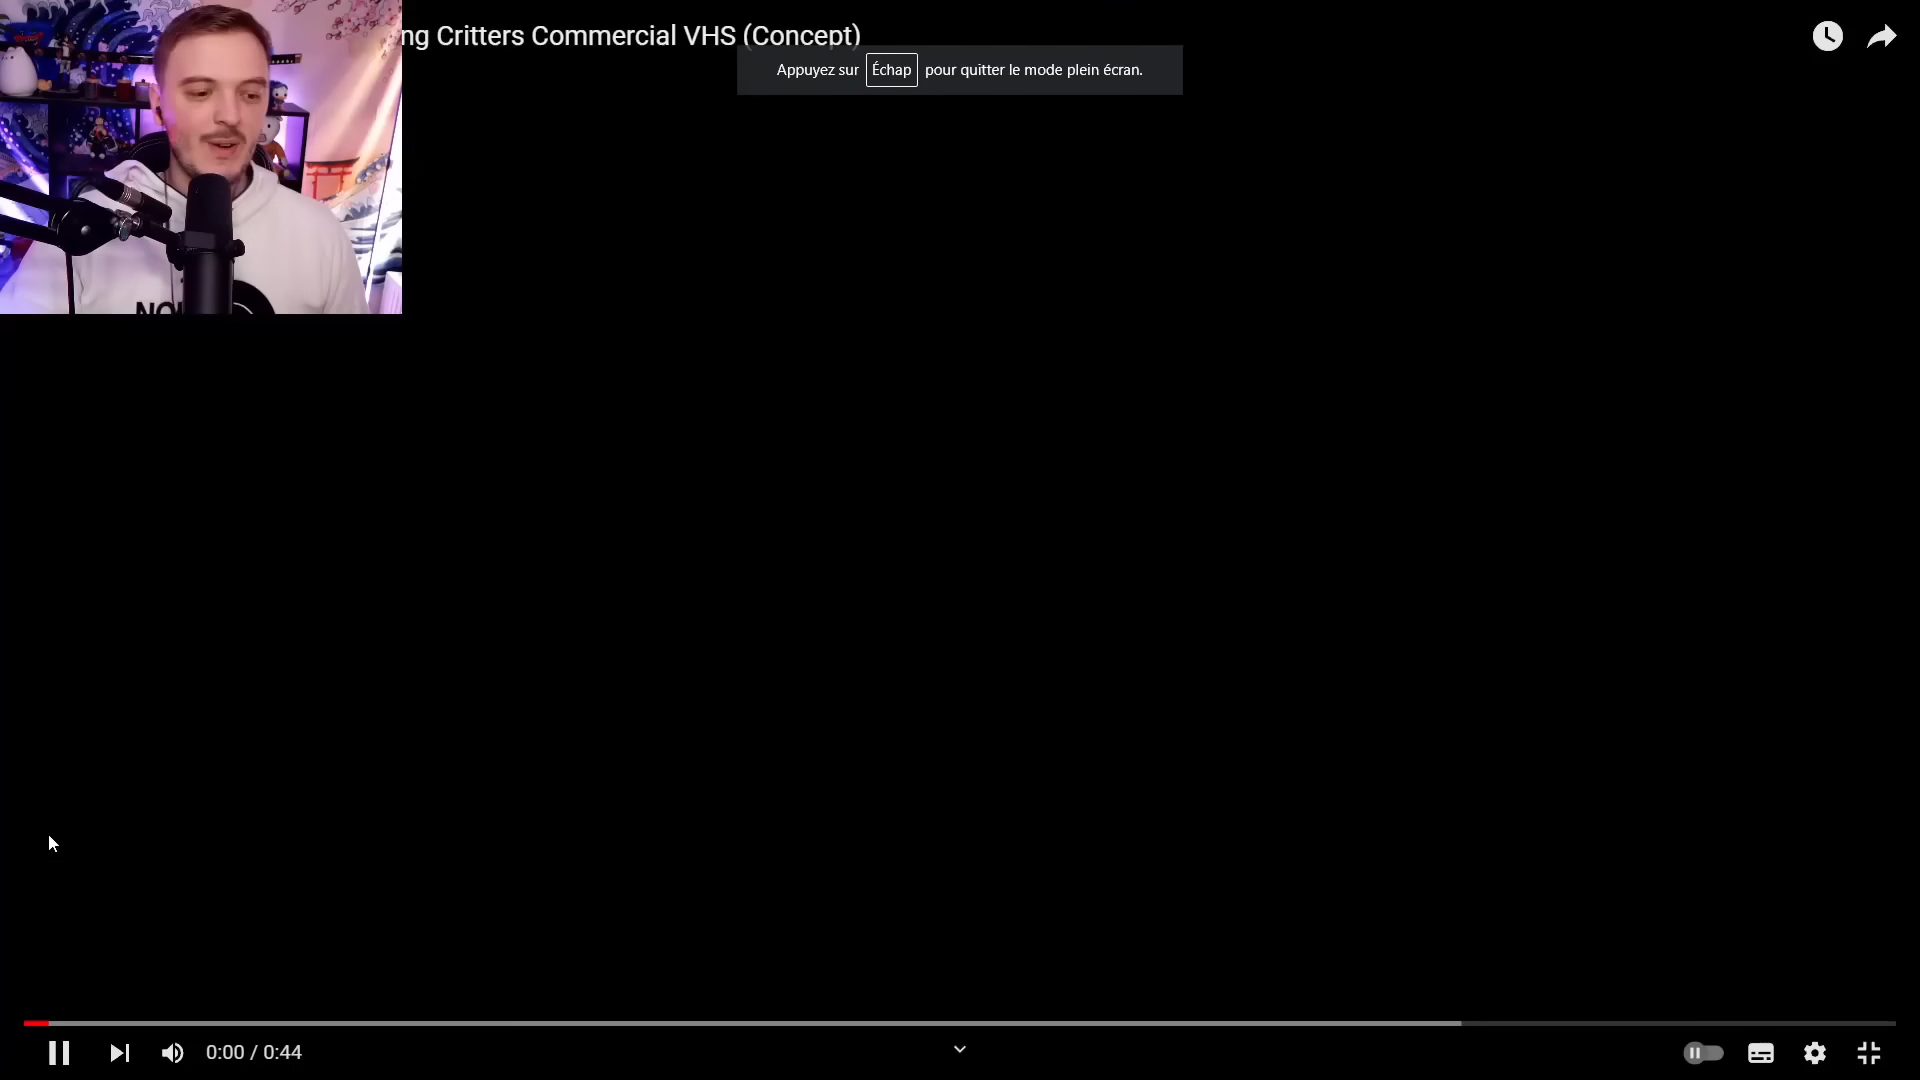 ng Critters Commercial VHS (Concept)
Appuyez sur Échap pour quitter le mode plein écran.
0:00 / 0:44